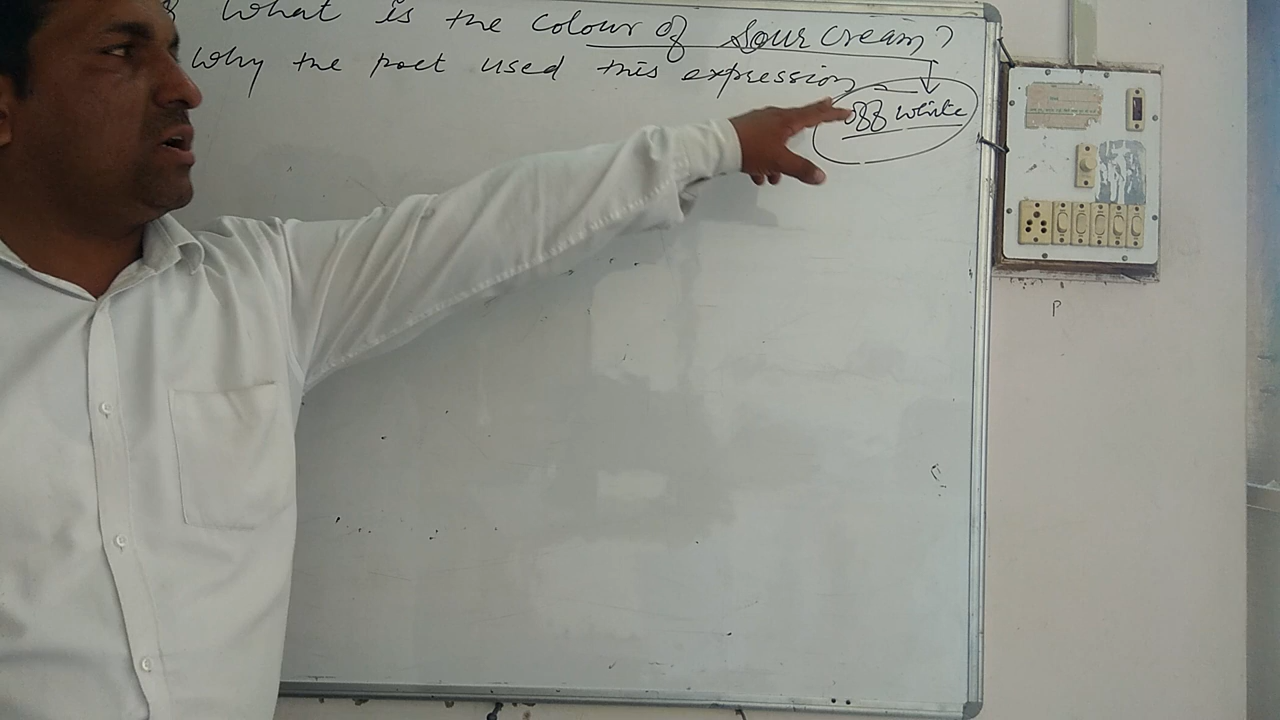 What is the colour of Sour cream?
Why the poet used this expression
off white
P